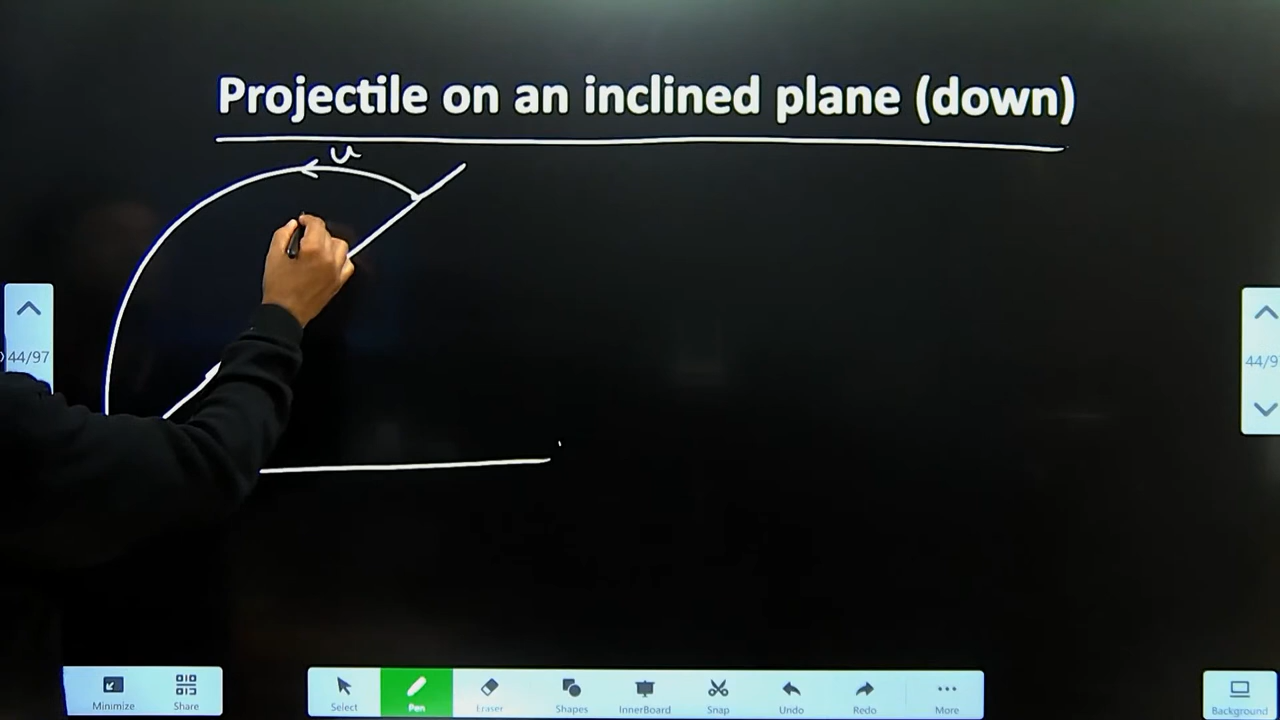 Projectile on an inclined plane (down)
u
44/97
44/9
Minimize
Share
Select
Pen
Eraser
Shapes
InnerBoard
Snap
Undo
Redo
More
Background